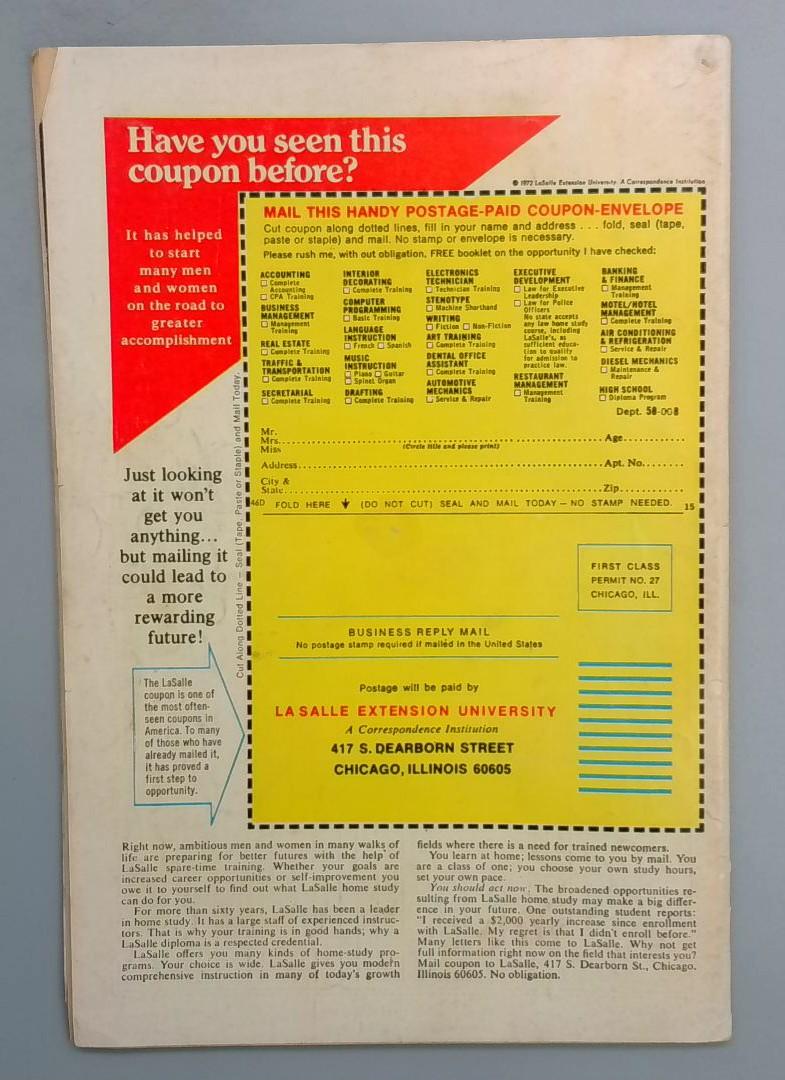 Have you seen this
coupon before?
© 1972 LaSalle Extension University. A Correspondence Institution
It has helped
to start
many men
and women
on the road to
greater
accomplishment
MAIL THIS HANDY POSTAGE-PAID COUPON-ENVELOPE
Cut coupon along dotted lines, fill in your name and address . . . fold, seal (tape,
paste or staple) and mail. No stamp or envelope is necessary.
Please rush me, with out obligation, FREE booklet on the opportunity I have checked:
ACCOUNTING
Complete
Accounting
CPA Training
BUSINESS
MANAGEMENT
Management
Training
REAL ESTATE
Complete Training
TRAFFIC &
TRANSPORTATION
Complete Training
SECRETARIAL
Complete Training
INTERIOR
DECORATING
Complete Training
COMPUTER
PROGRAMMING
Basic Training
LANGUAGE
INSTRUCTION
French Spanish
MUSIC
INSTRUCTION
Piano Guitar
Spinet Organ
DRAFTING
Complete Training
ELECTRONICS
TECHNICIAN
Technician Training
STENOTYPE
Machine Shorthand
WRITING
Fiction Non-Fiction
ART TRAINING
Complete Training
DENTAL OFFICE
ASSISTANT
Complete Training
AUTOMOTIVE
MECHANICS
Service & Repair
EXECUTIVE
DEVELOPMENT
Law for Executive
Leadership
Law for Police
Officers
No state accepts
any law home study
course, including
LaSalle's, as
sufficient educa-
tion to qualify
for admission to
practice law.
RESTAURANT
MANAGEMENT
Management
Training
BANKING
& FINANCE
Management
Training
MOTEL/HOTEL
MANAGEMENT
Complete Training
AIR CONDITIONING
& REFRIGERATION
Service & Repair
DIESEL MECHANICS
Maintenance &
Repair
HIGH SCHOOL
Diploma Program
Dept. 58-008
Mr.
Mrs. Age
Miss (Circle title and please print)
Address Apt. No.
City &
State Zip
46D FOLD HERE (DO NOT CUT) SEAL AND MAIL TODAY — NO STAMP NEEDED. 15
Cut Along Dotted Line — Seal (Tape, Paste or Staple) and Mail Today.
Just looking
at it won't
get you
anything...
but mailing it
could lead to
a more
rewarding
future!
FIRST CLASS
PERMIT NO. 27
CHICAGO, ILL.
BUSINESS REPLY MAIL
No postage stamp required if mailed in the United States
Postage will be paid by
LA SALLE EXTENSION UNIVERSITY
A Correspondence Institution
417 S. DEARBORN STREET
CHICAGO, ILLINOIS 60605
The LaSalle
coupon is one of
the most often-
seen coupons in
America. To many
of those who have
already mailed it,
it has proved a
first step to
opportunity.
Right now, ambitious men and women in many walks of
life are preparing for better futures with the help of
LaSalle spare-time training. Whether your goals are
increased career opportunities or self-improvement you
owe it to yourself to find out what LaSalle home study
can do for you.
For more than sixty years, LaSalle has been a leader
in home study. It has a large staff of experienced instruc-
tors. That is why your training is in good hands; why a
LaSalle diploma is a respected credential.
LaSalle offers you many kinds of home-study pro-
grams. Your choice is wide. LaSalle gives you modern
comprehensive instruction in many of today's growth
fields where there is a need for trained newcomers.
You learn at home; lessons come to you by mail. You
are a class of one; you choose your own study hours,
set your own pace.
You should act now. The broadened opportunities re-
sulting from LaSalle home study may make a big differ-
ence in your future. One outstanding student reports:
"I received a $2,000 yearly increase since enrollment
with LaSalle. My regret is that I didn't enroll before."
Many letters like this come to LaSalle. Why not get
full information right now on the field that interests you?
Mail coupon to LaSalle, 417 S. Dearborn St., Chicago,
Illinois 60605. No obligation.